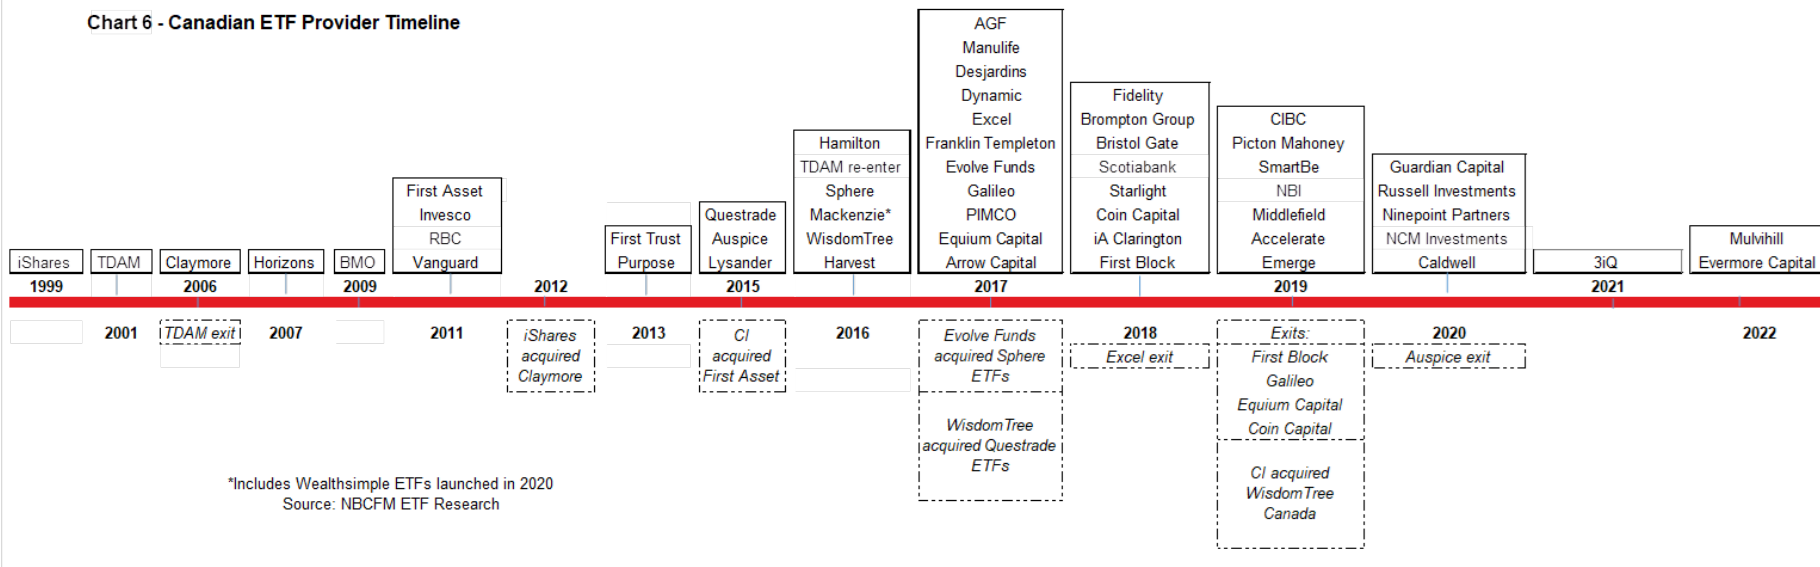 Chart 6 - Canadian ETF Provider Timeline
iShares
1999
TDAM
2001
Claymore
2006
TDAM exit
Horizons
2007
BMO
2009
First Asset
Invesco
RBC
Vanguard
2011
2012
iShares
acquired
Claymore
First Trust
Purpose
2013
Questrade
Auspice
Lysander
2015
CI
acquired
First Asset
Hamilton
TDAM re-enter
Sphere
Mackenzie*
WisdomTree
Harvest
2016
AGF
Manulife
Desjardins
Dynamic
Excel
Franklin Templeton
Evolve Funds
Galileo
PIMCO
Equium Capital
Arrow Capital
2017
Evolve Funds
acquired Sphere
ETFs
WisdomTree
acquired Questrade
ETFs
Fidelity
Brompton Group
Bristol Gate
Scotiabank
Starlight
Coin Capital
iA Clarington
First Block
2018
Excel exit
CIBC
Picton Mahoney
SmartBe
NBI
Middlefield
Accelerate
Emerge
2019
Exits:
First Block
Galileo
Equium Capital
Coin Capital
CI acquired
WisdomTree
Canada
Guardian Capital
Russell Investments
Ninepoint Partners
NCM Investments
Caldwell
2020
Auspice exit
3iQ
2021
Mulvihill
Evermore Capital
2022
*Includes Wealthsimple ETFs launched in 2020
Source: NBCFM ETF Research